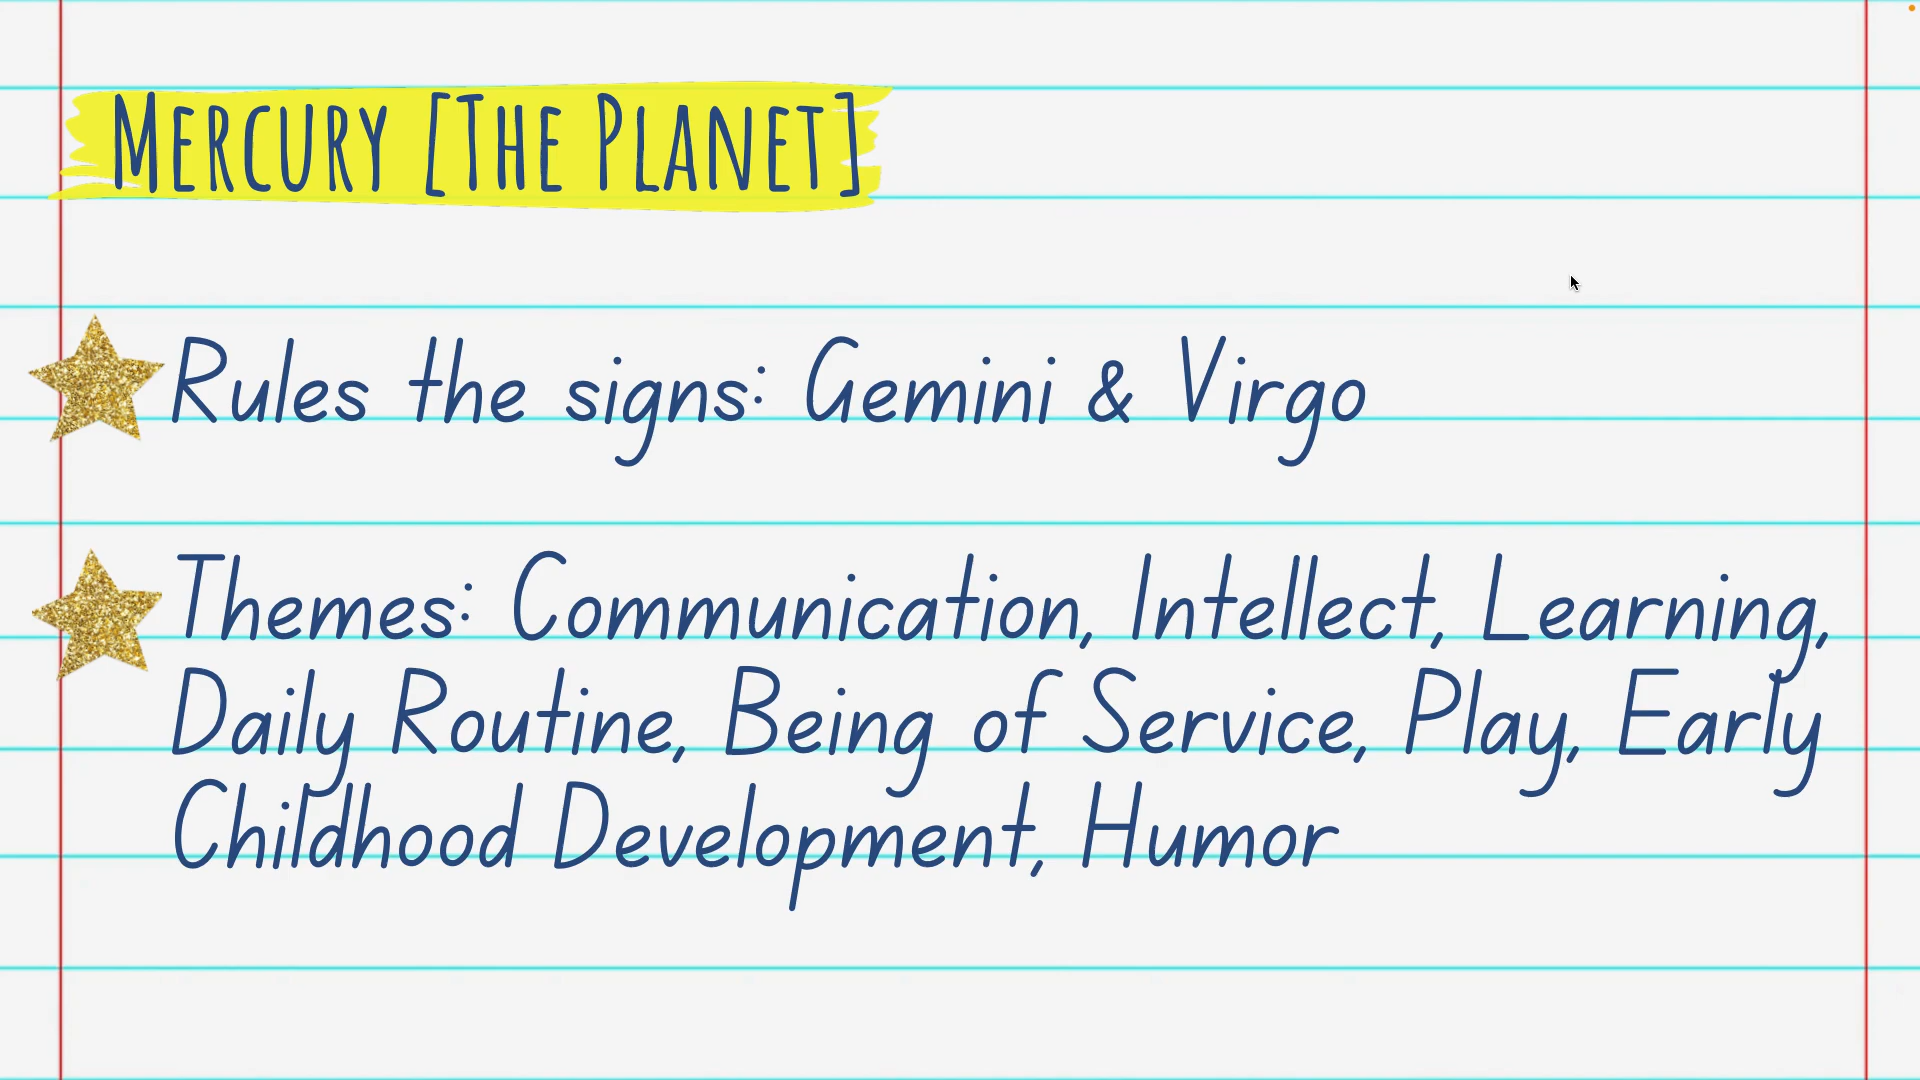 Mercury [The Planet]
Rules the signs: Gemini & Virgo
Themes: Communication, Intellect, Learning,
Daily Routine, Being of Service, Play, Early
Childhood Development, Humor